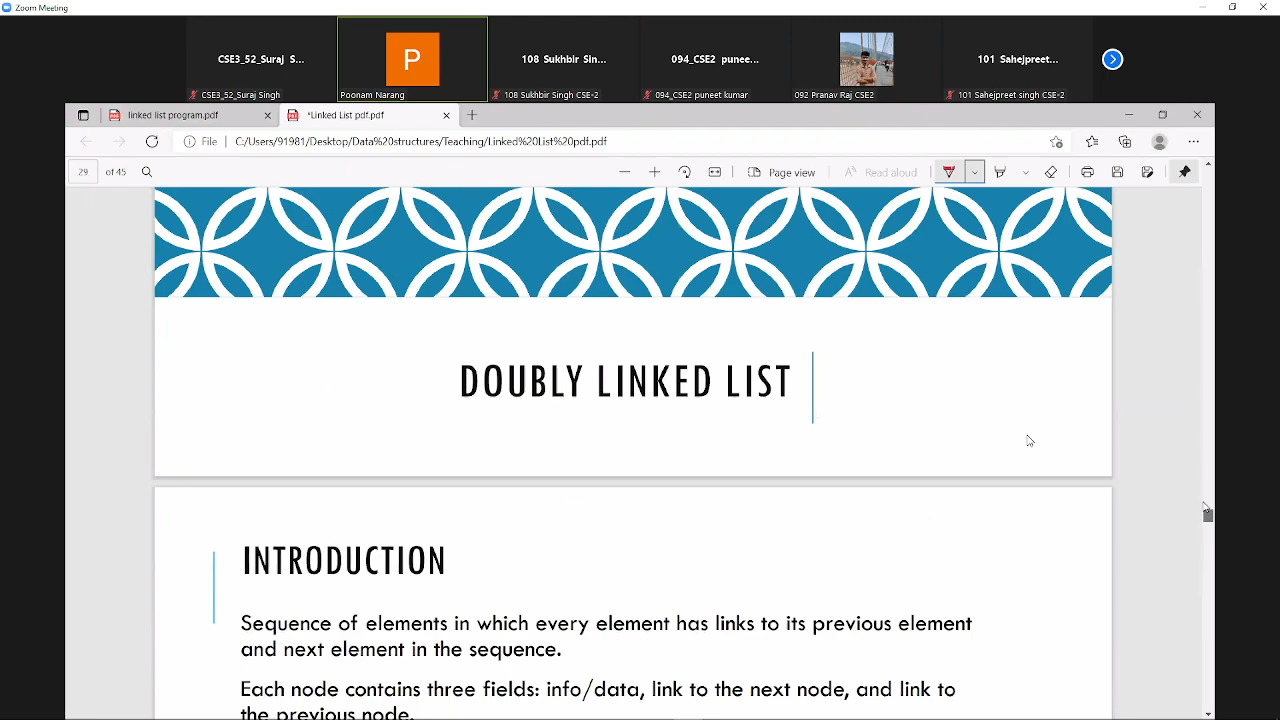 Zoom Meeting
CSE3_52_Suraj S...
P
108 Sukhbir Sin...
094_CSE2 punee...
101 Sahejpreet...
CSE3_52_Suraj Singh
Poonam Narang
108 Sukhbir Singh CSE-2
094_CSE2 puneet kumar
092 Pranav Raj CSE2
101 Sahejpreet singh CSE-2
linked list program.pdf
*Linked List pdf.pdf
File | C:/Users/91981/Desktop/Data%20structures/Teaching/Linked%20List%20pdf.pdf
29 of 45
Page view
Read aloud
DOUBLY LINKED LIST
INTRODUCTION
Sequence of elements in which every element has links to its previous element
and next element in the sequence.
Each node contains three fields: info/data, link to the next node, and link to
the previous node.